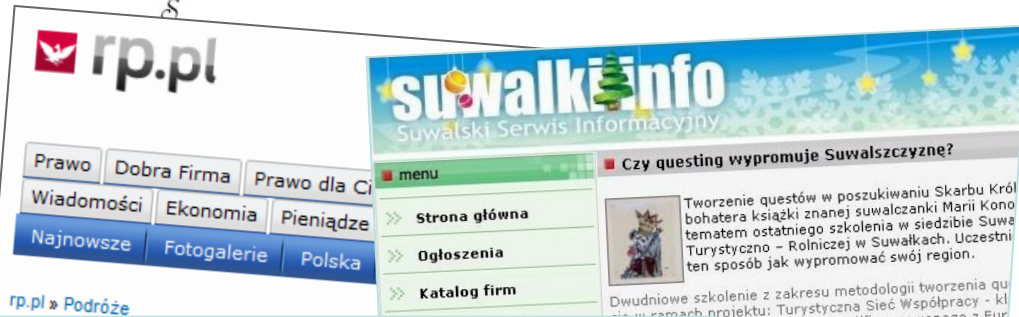 rp.pl
Prawo
Dobra Firma
Prawo dla Ci
Wiadomości
Ekonomia
Pieniądze
Najnowsze
Fotogalerie
Polska
rp.pl » Podróże
suwalki info
Suwalski Serwis Informacyjny
menu
Strona główna
Ogłoszenia
Katalog firm
Czy questing wypromuje Suwalszczyznę?
Tworzenie questów w poszukiwaniu Skarbu Król
bohatera książki znanej suwalczanki Marii Kono
tematem ostatniego szkolenia w siedzibie Suwa
Turystyczno – Rolniczej w Suwałkach. Uczestni
ten sposób jak wypromować swój region.
Dwudniowe szkolenie z zakresu metodologii tworzenia qu
się w ramach projektu: Turystyczna Sieć Współpracy - kl